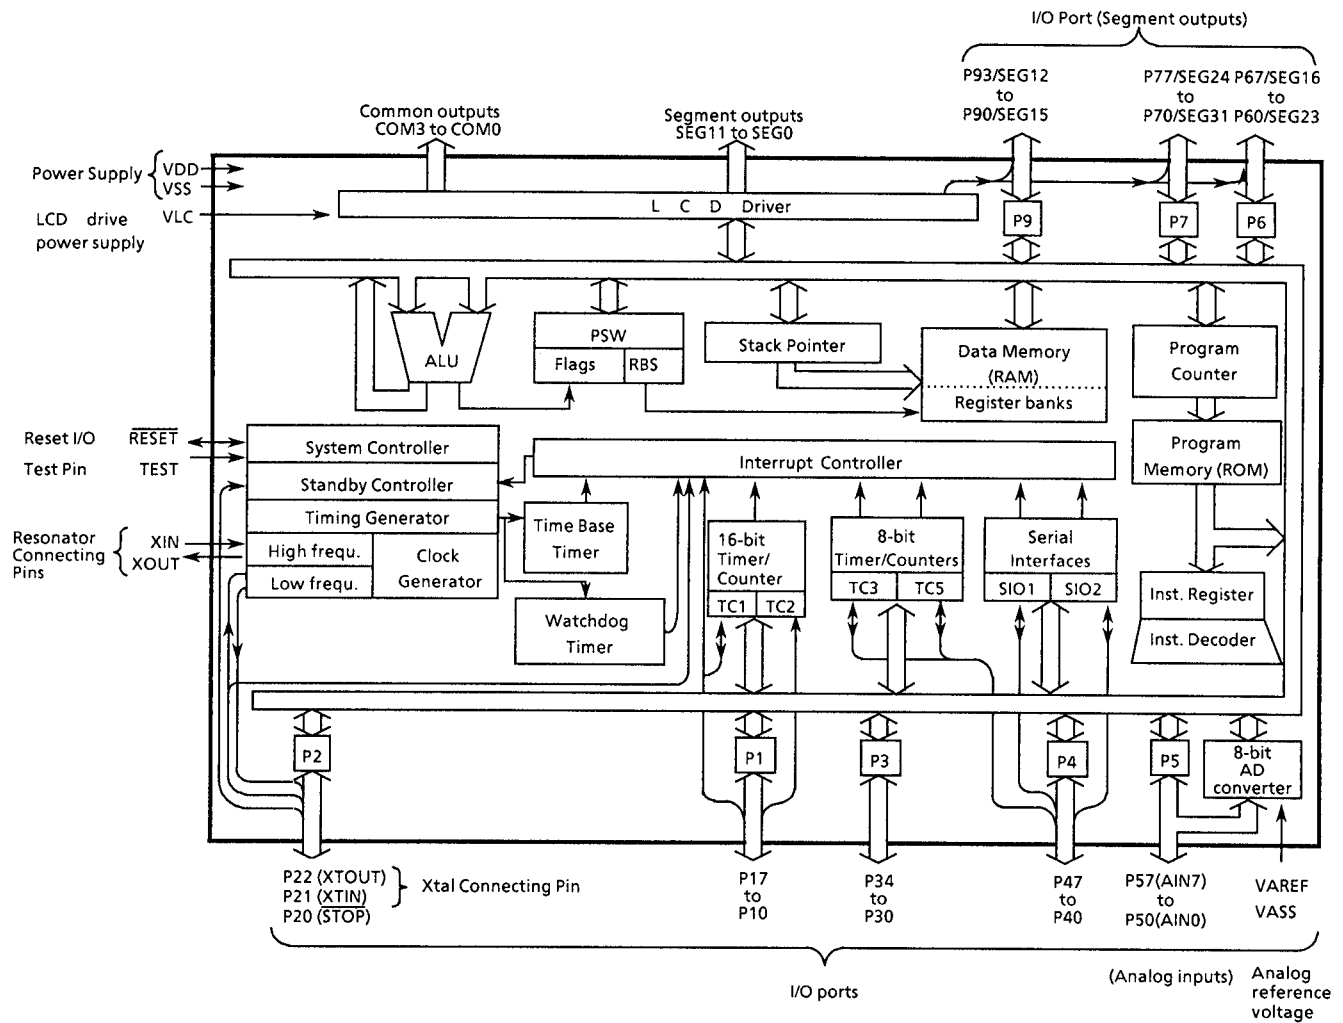 I/O Port (Segment outputs)
P93/SEG12
to
P90/SEG15
P77/SEG24
to
P70/SEG31
P67/SEG16
to
P60/SEG23
Common outputs
COM3 to COM0
Segment outputs
SEG11 to SEG0
Power Supply
VDD
VSS
LCD drive
power supply
VLC
L C D Driver
P9
P7
P6
ALU
PSW
Flags
RBS
Stack Pointer
Data Memory
(RAM)
Register banks
Program
Counter
Program
Memory (ROM)
Inst. Register
Inst. Decoder
Reset I/O
RESET
Test Pin
TEST
Resonator
Connecting
Pins
XIN
XOUT
System Controller
Standby Controller
Timing Generator
High frequ.
Low frequ.
Clock
Generator
Interrupt Controller
Time Base
Timer
Watchdog
Timer
16-bit
Timer/
Counter
TC1
TC2
8-bit
Timer/Counters
TC3
TC5
Serial
Interfaces
SIO1
SIO2
P2
P1
P3
P4
P5
8-bit
AD
converter
P22 (XTOUT)
P21 (XTIN)
P20 (STOP)
Xtal Connecting Pin
P17
to
P10
P34
to
P30
P47
to
P40
P57(AIN7)
to
P50(AIN0)
VAREF
VASS
I/O ports
(Analog inputs)
Analog
reference
voltage